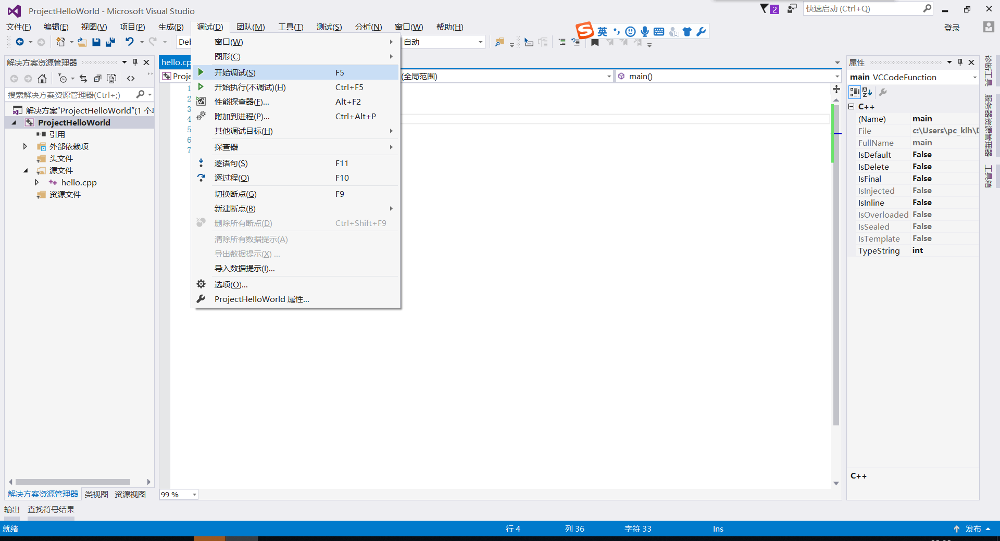 ProjectHelloWorld - Microsoft Visual Studio
2
快速启动 (Ctrl+Q)
文件(F)
编辑(E)
视图(V)
项目(P)
生成(B)
调试(D)
团队(M)
工具(T)
测试(S)
分析(N)
窗口(W)
帮助(H)
英
登录
Deb
自动
窗口(W)
图形(C)
开始调试(S) F5
开始执行(不调试)(H) Ctrl+F5
性能探查器(F)... Alt+F2
附加到进程(P)... Ctrl+Alt+P
其他调试目标(H)
探查器
逐语句(S) F11
逐过程(O) F10
切换断点(G) F9
新建断点(B)
删除所有断点(D) Ctrl+Shift+F9
清除所有数据提示(A)
导出数据提示(X) ...
导入数据提示(I)...
选项(O)...
ProjectHelloWorld 属性...
解决方案资源管理器
搜索解决方案资源管理器(Ctrl+;)
解决方案"ProjectHelloWorld"(1 个项
ProjectHelloWorld
引用
外部依赖项
头文件
源文件
hello.cpp
资源文件
解决方案资源管理器 类视图 资源视图
hello.cp
Proje
(全局范围)
main()
1
2
3
4
5
6
7
99 %
属性
main VCCodeFunction
C++
(Name) main
File c:\Users\pc_klh\D
FullName main
IsDefault False
IsDelete False
IsFinal False
IsInjected False
IsInline False
IsOverloaded False
IsSealed False
IsTemplate False
TypeString int
C++
诊断工具
服务器资源管理器
工具箱
输出 查找符号结果
就绪
行 4
列 36
字符 33
Ins
发布